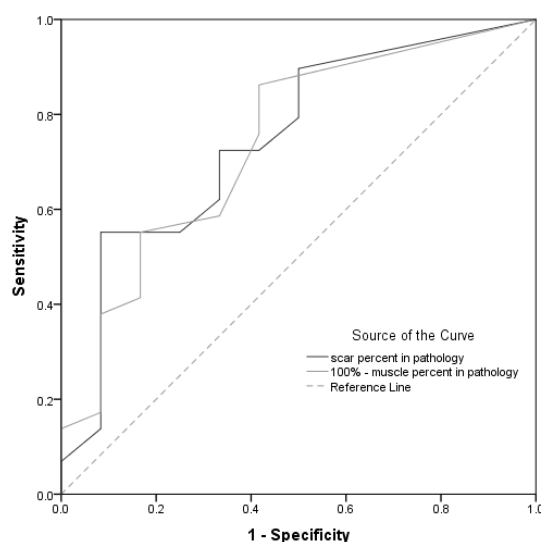 1.0
0.8
0.6
0.4
0.2
0.0
Sensitivity
Source of the Curve
scar percent in pathology
100% - muscle percent in pathology
Reference Line
0.0 0.2 0.4 0.6 0.8 1.0
1 - Specificity